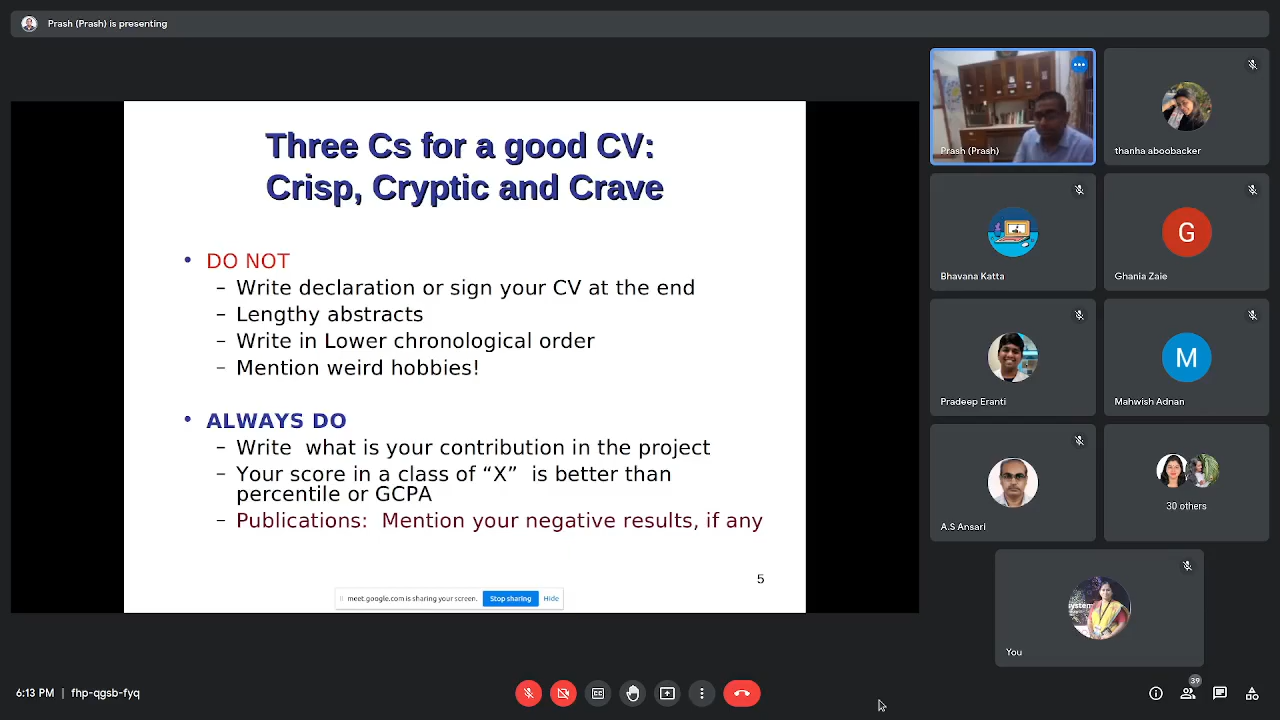 Prash (Prash) is presenting
Three Cs for a good CV:
Crisp, Cryptic and Crave
• DO NOT
– Write declaration or sign your CV at the end
– Lengthy abstracts
– Write in Lower chronological order
– Mention weird hobbies!
• ALWAYS DO
– Write what is your contribution in the project
– Your score in a class of “X” is better than
percentile or GCPA
– Publications: Mention your negative results, if any
5
meet.google.com is sharing your screen.
Stop sharing
Hide
Prash (Prash)
thanha aboobacker
Bhavana Katta
G
Ghania Zaie
Pradeep Eranti
M
Mahwish Adnan
A.S Ansari
30 others
system
You
6:13 PM | fhp-qgsb-fyq
39